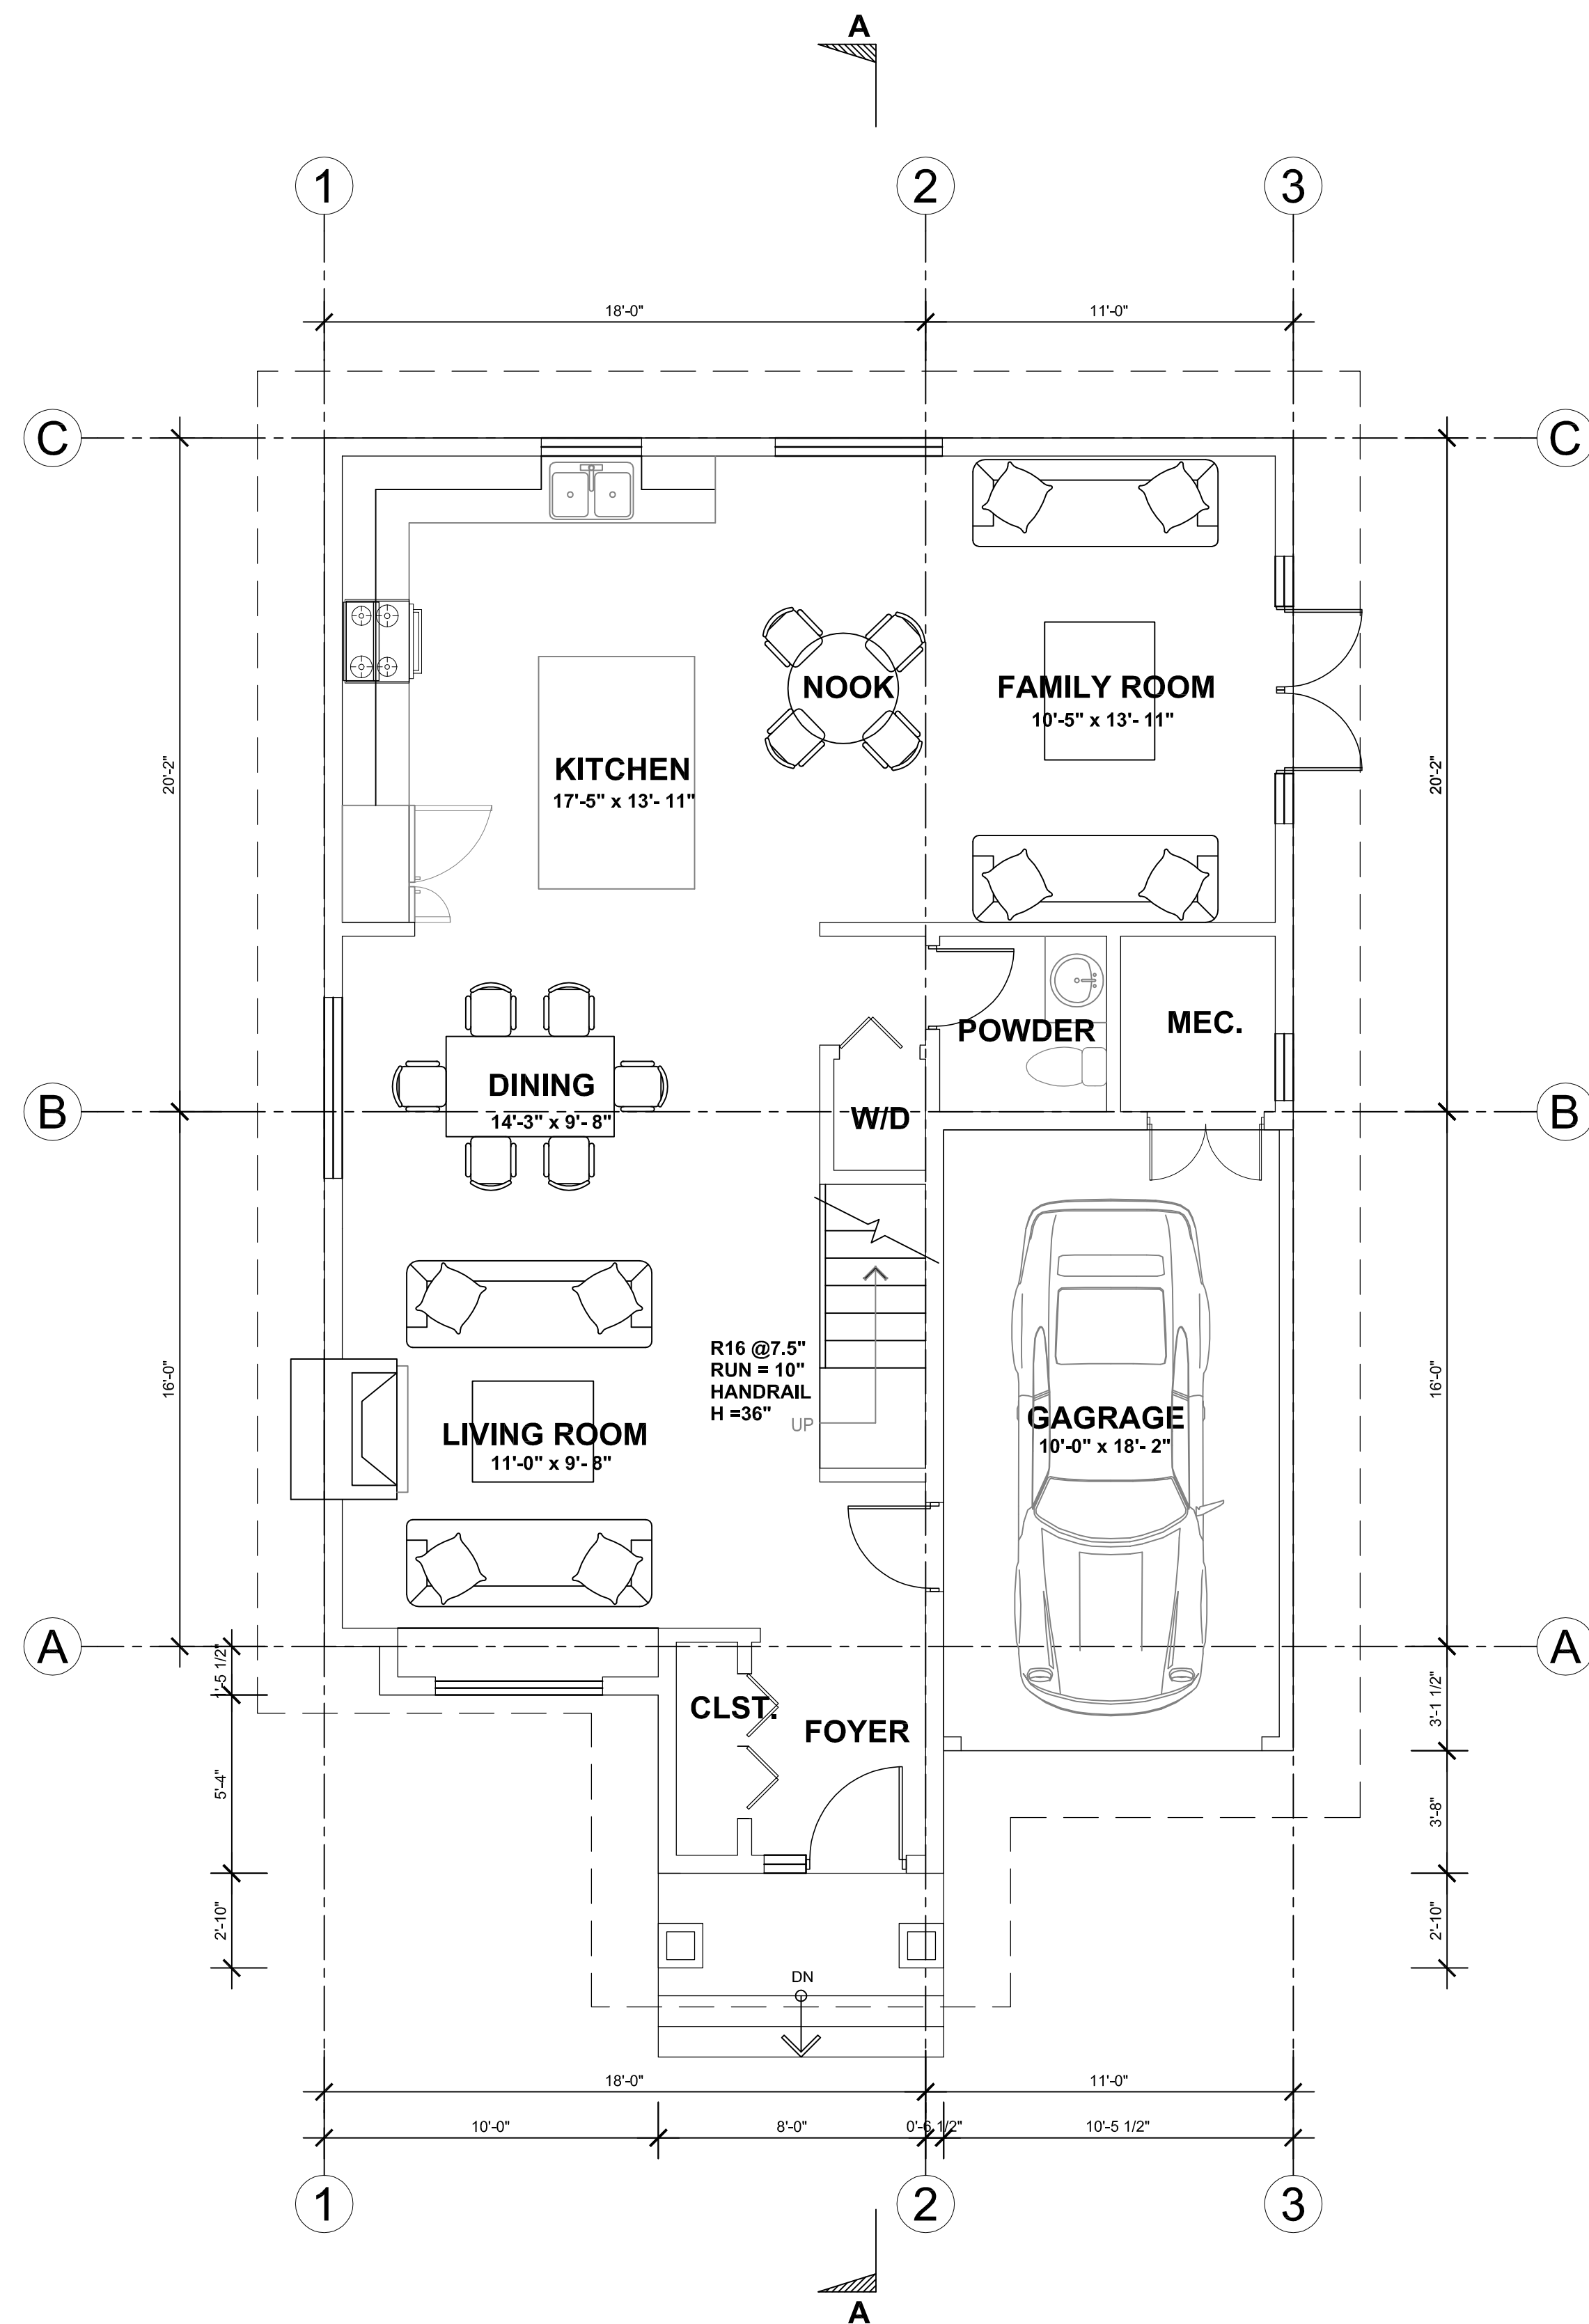 A
1
2
3
18'-0"
11'-0"
C
C
NOOK
FAMILY ROOM
10'-5" x 13'- 11"
KITCHEN
17'-5" x 13'- 11"
20'-2"
20'-2"
POWDER
MEC.
DINING
14'-3" x 9'- 8"
B
W/D
B
R16 @7.5"
RUN = 10"
HANDRAIL
H =36"
UP
16'-0"
16'-0"
GAGRAGE
10'-0" x 18'- 2"
LIVING ROOM
11'-0" x 9'- 8"
A
A
1'-5 1/2"
3'-1 1/2"
CLST.
FOYER
5'-4"
3'-8"
2'-10"
2'-10"
DN
18'-0"
11'-0"
10'-0"
8'-0"
0'-6 1/2"
10'-5 1/2"
1
2
3
A